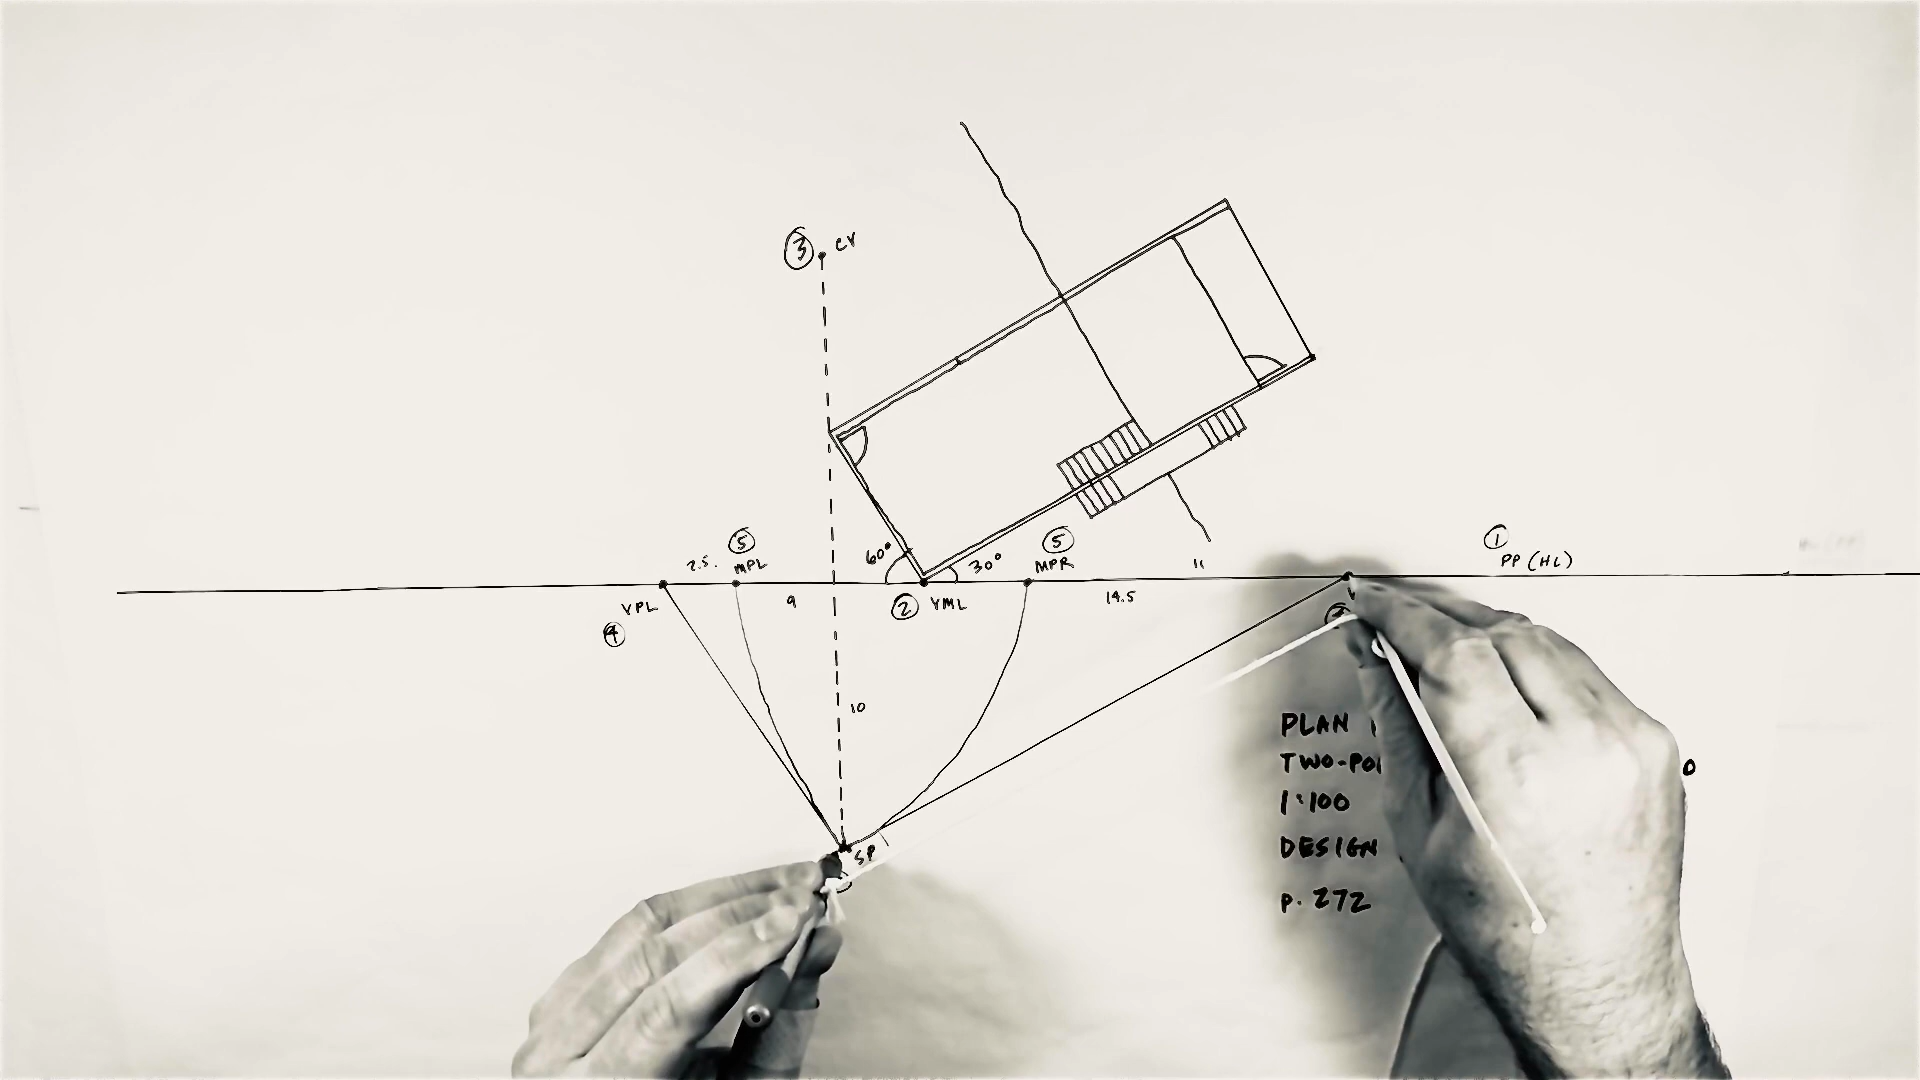 3 CV
1
PP (HL)
5
MPL
2.5.
60°
30°
5
MPR
11
VPL
4
9
2 VML
14.5
10
SP
PLAN
TWO-POI
1:100
DESIGN
P. 272